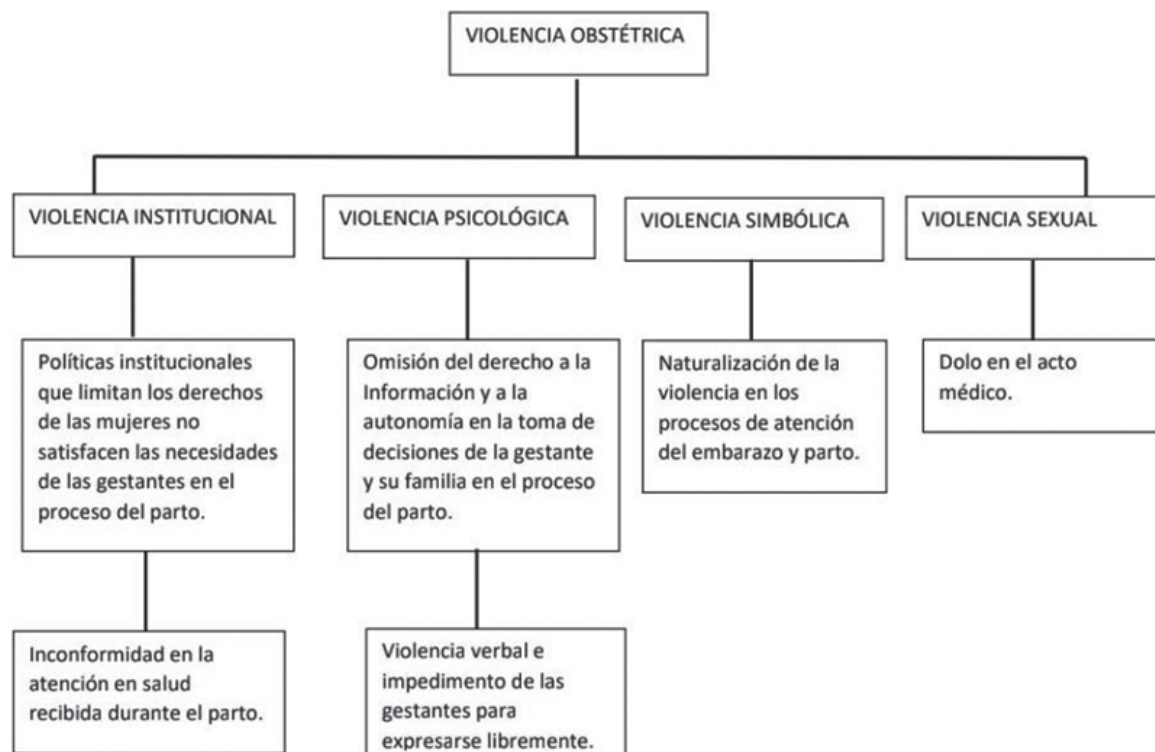 VIOLENCIA OBSTÉTRICA
VIOLENCIA INSTITUCIONAL
VIOLENCIA PSICOLÓGICA
VIOLENCIA SIMBÓLICA
VIOLENCIA SEXUAL
Políticas institucionales
que limitan los derechos
de las mujeres no
satisfacen las necesidades
de las gestantes en el
proceso del parto.
Omisión del derecho a la
Información y a la
autonomía en la toma de
decisiones de la gestante
y su familia en el proceso
del parto.
Naturalización de la
violencia en los
procesos de atención
del embarazo y parto.
Dolo en el acto
médico.
Inconformidad en la
atención en salud
recibida durante el parto.
Violencia verbal e
impedimento de las
gestantes para
expresarse libremente.